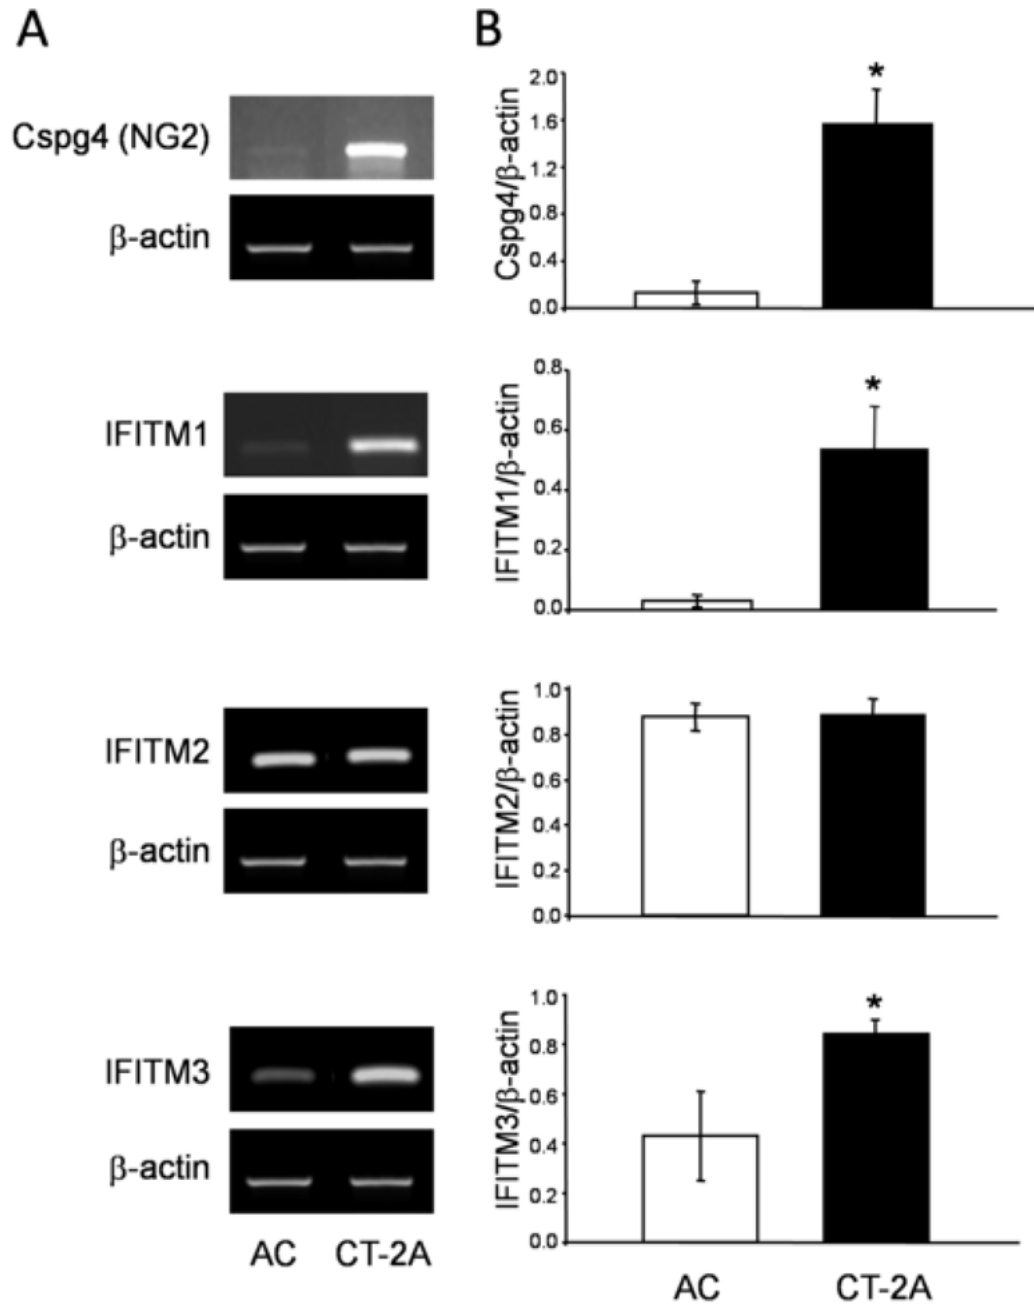 A
B
Cspg4 (NG2)
β-actin
IFITM1
β-actin
IFITM2
β-actin
IFITM3
β-actin
AC CT-2A
Cspg4/β-actin
2.0
1.6
1.2
0.8
0.4
0.0
*
IFITM1/β-actin
0.8
0.6
0.4
0.2
0.0
*
IFITM2/β-actin
1.0
0.8
0.6
0.4
0.2
0.0
IFITM3/β-actin
1.0
0.8
0.6
0.4
0.2
0.0
*
AC CT-2A